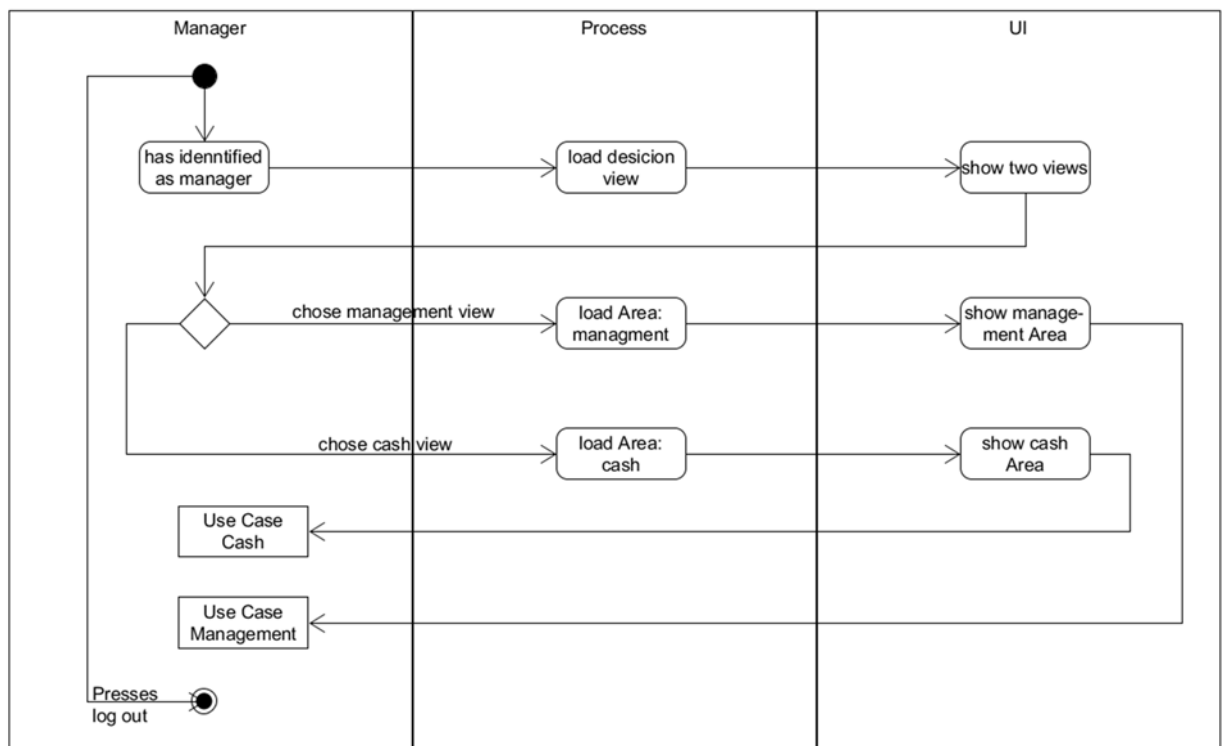 Manager
Process
UI
has idenntified
as manager
load desicion
view
show two views
chose management view
load Area:
managment
show manage-
ment Area
chose cash view
load Area:
cash
show cash
Area
Use Case
Cash
Use Case
Management
Presses
log out